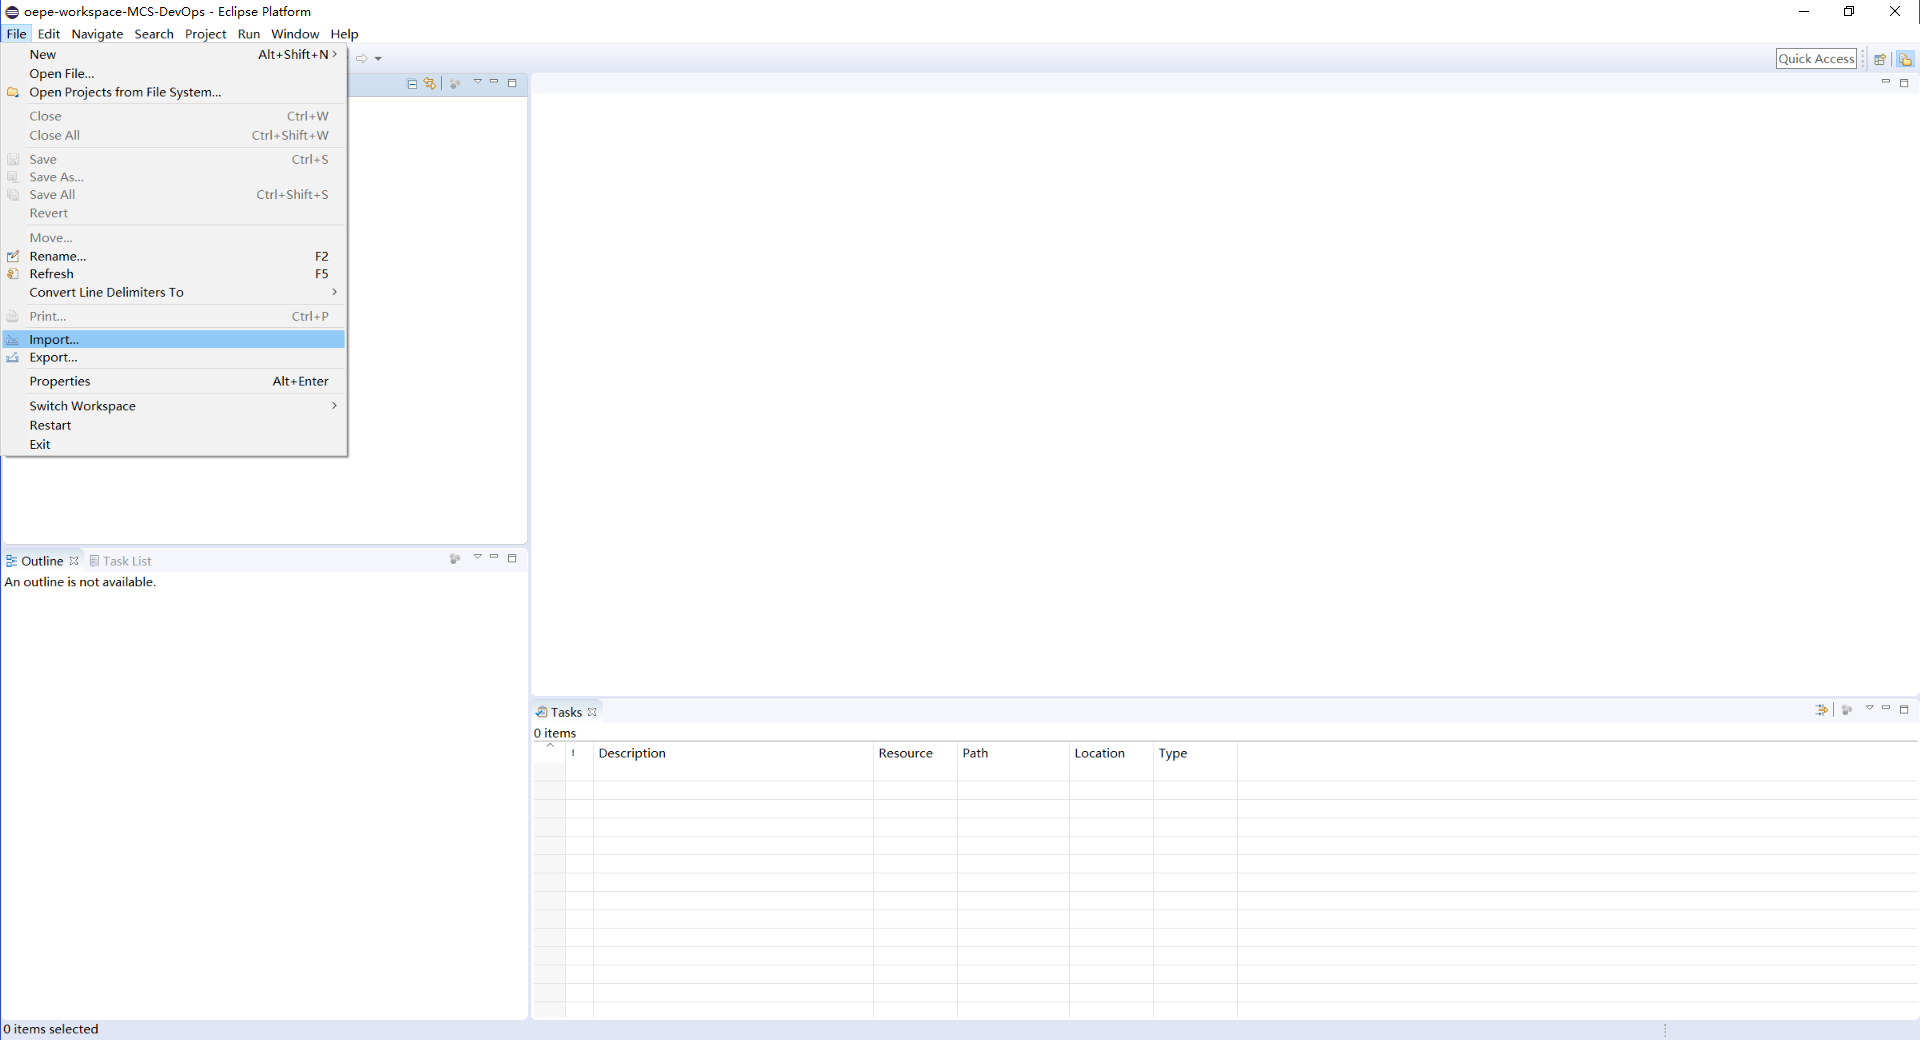 oepe-workspace-MCS-DevOps - Eclipse Platform
File Edit Navigate Search Project Run Window Help
New Alt+Shift+N
Open File...
Open Projects from File System...
Close Ctrl+W
Close All Ctrl+Shift+W
Save Ctrl+S
Save As...
Save All Ctrl+Shift+S
Revert
Move...
Rename... F2
Refresh F5
Convert Line Delimiters To
Print... Ctrl+P
Import...
Export...
Properties Alt+Enter
Switch Workspace
Restart
Exit
Quick Access
Outline Task List
An outline is not available.
Tasks
0 items
! Description Resource Path Location Type
0 items selected